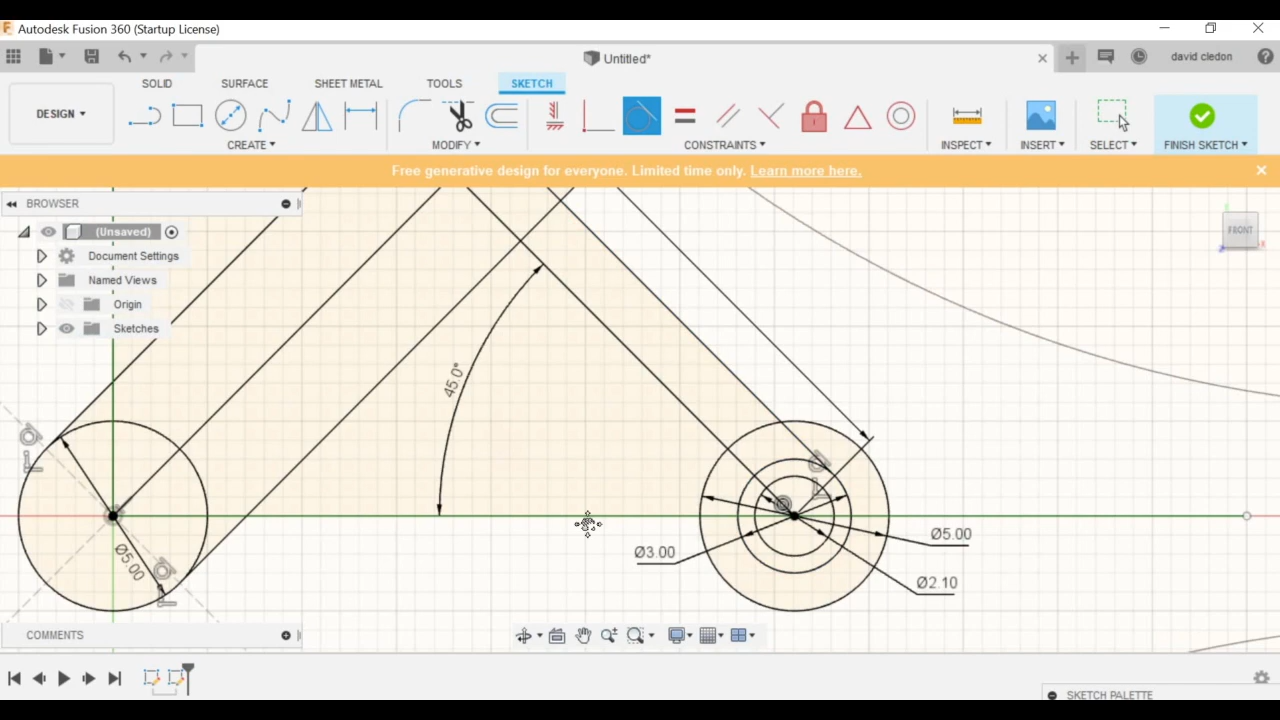 Autodesk Fusion 360 (Startup License)
Untitled*
david cledon
SOLID
SURFACE
SHEET METAL
TOOLS
SKETCH
DESIGN
CREATE
MODIFY
CONSTRAINTS
INSPECT
INSERT
SELECT
FINISH SKETCH
Free generative design for everyone. Limited time only. Learn more here.
BROWSER
(Unsaved)
Document Settings
Named Views
Origin
Sketches
FRONT
X
45.0°
Ø5.00
Ø3.00
Ø5.00
Ø2.10
COMMENTS
SKETCH PALETTE